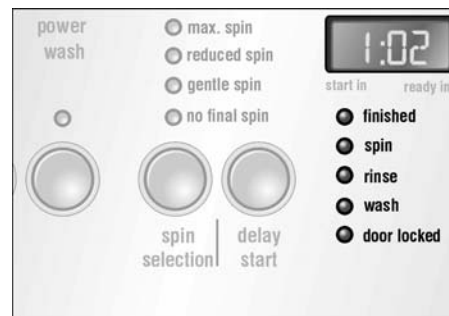 power
wash
max. spin
reduced spin
gentle spin
no final spin
1:02
start in ready in
finished
spin
rinse
wash
door locked
spin
selection
delay
start